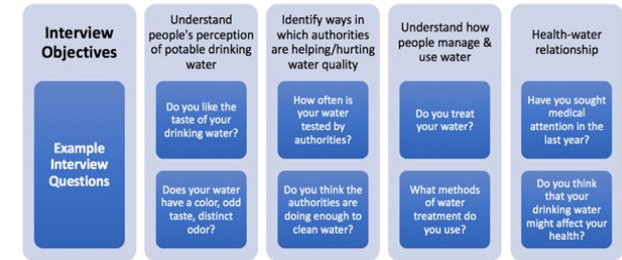 Interview
Objectives
Example
Interview
Questions
Understand
people's perception
of potable drinking
water
Do you like the
taste of your
drinking water?
Does your water
have a color, odd
taste, distinct
odor?
Identify ways in
which authorities
are helping/hurting
water quality
How often is
your water
tested by
authorities?
Do you think the
authorities are
doing enough to
clean water?
Understand how
people manage &
use water
Do you treat
your water?
What methods
of water
treatment do
you use?
Health-water
relationship
Have you sought
medical
attention in the
last year?
Do you think
that your
drinking water
might affect your
health?